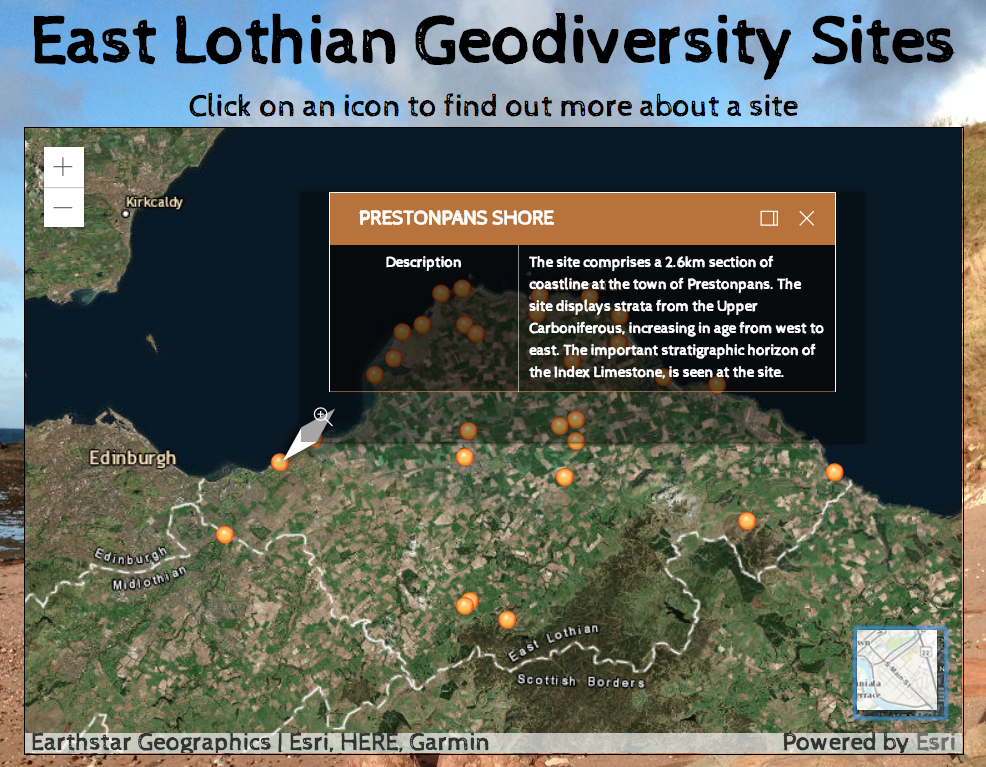 East Lothian Geodiversity Sites
Click on an icon to find out more about a site
+
−
Kirkcaldy
PRESTONPANS SHORE
Description
The site comprises a 2.6km section of
coastline at the town of Prestonpans. The
site displays strata from the Upper
Carboniferous, increasing in age from west to
east. The important stratigraphic horizon of
the Index Limestone, is seen at the site.
Edinburgh
Edinburgh
Midlothian
East Lothian
Scottish Borders
22
S-Main-St
Earthstar Geographics | Esri, HERE, Garmin
Powered by Esri